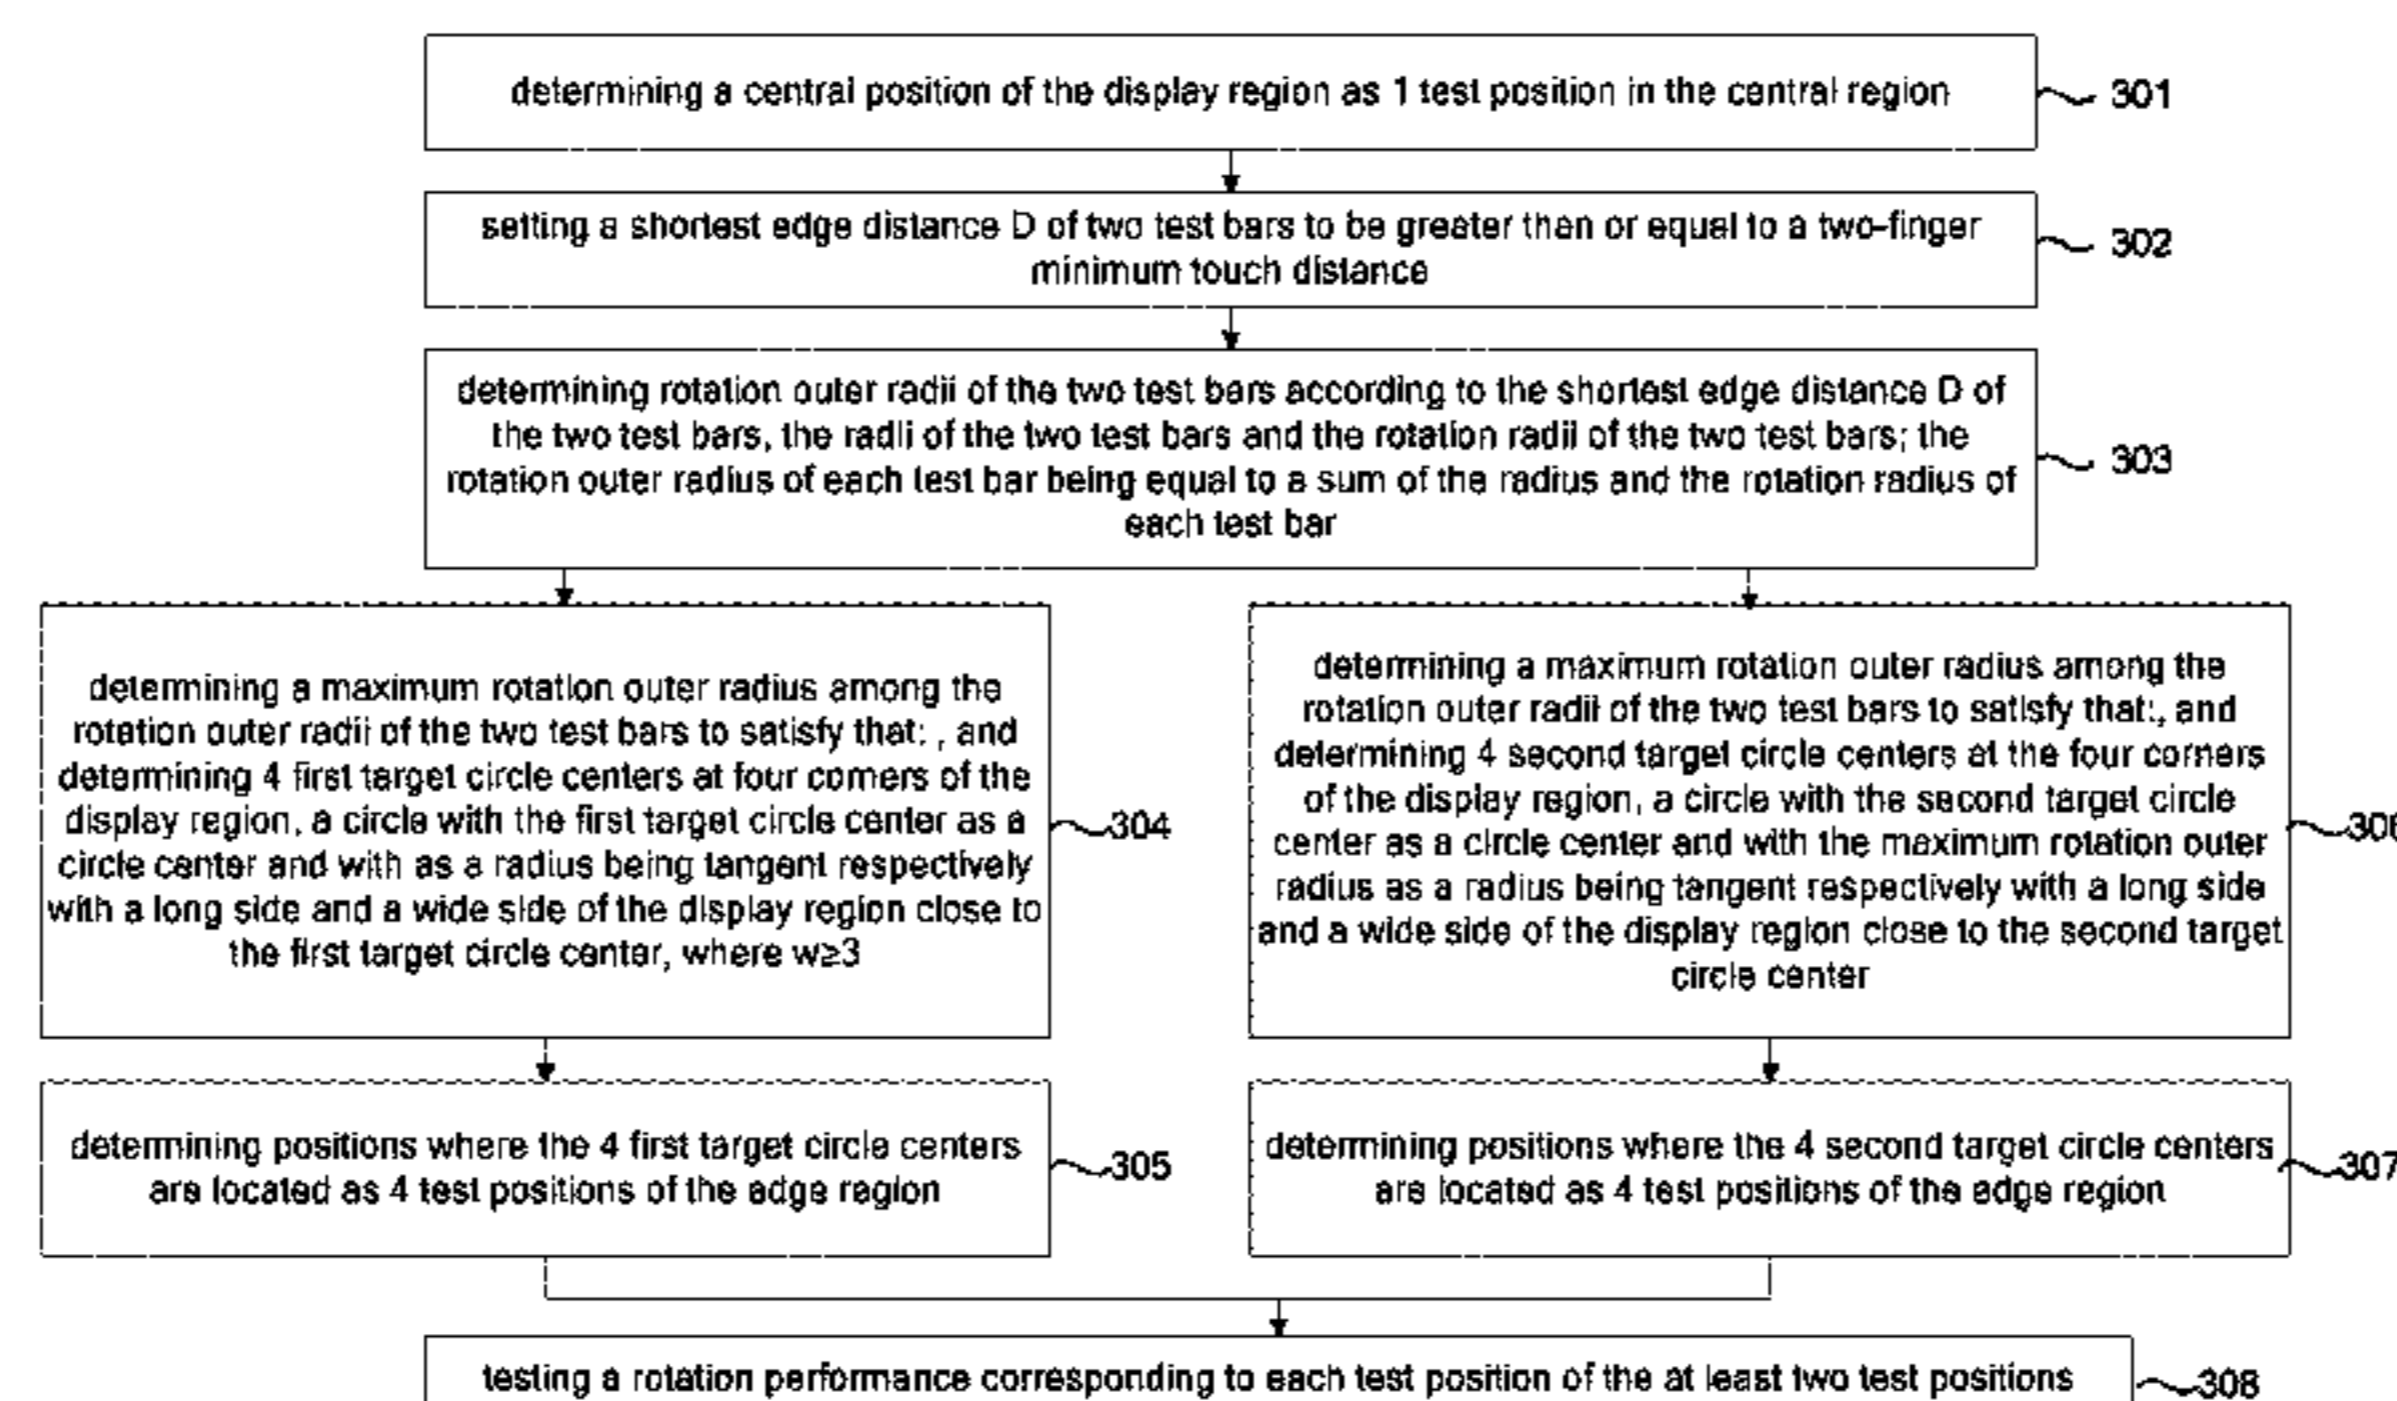 determining a central position of the display region as 1 test position in the central region
301
setting a shortest edge distance D of two test bars to be greater than or equal to a two-finger
minimum touch distance
302
determining rotation outer radii of the two test bars according to the shortest edge distance D of
the two test bars, the radii of the two test bars and the rotation radii of the two test bars; the
rotation outer radius of each test bar being equal to a sum of the radius and the rotation radius of
each test bar
303
determining a maximum rotation outer radius among the
rotation outer radii of the two test bars to satisfy that: , and
determining 4 first target circle centers at four corners of the
display region, a circle with the first target circle center as a
circle center and with as a radius being tangent respectively
with a long side and a wide side of the display region close to
the first target circle center, where w≥3
304
determining a maximum rotation outer radius among the
rotation outer radii of the two test bars to satisfy that:, and
determining 4 second target circle centers at the four corners
of the display region, a circle with the second target circle
center as a circle center and with the maximum rotation outer
radius as a radius being tangent respectively with a long side
and a wide side of the display region close to the second target
circle center
determining positions where the 4 first target circle centers
are located as 4 test positions of the edge region
305
determining positions where the 4 second target circle centers
are located as 4 test positions of the edge region
307
testing a rotation performance corresponding to each test position of the at least two test positions
308